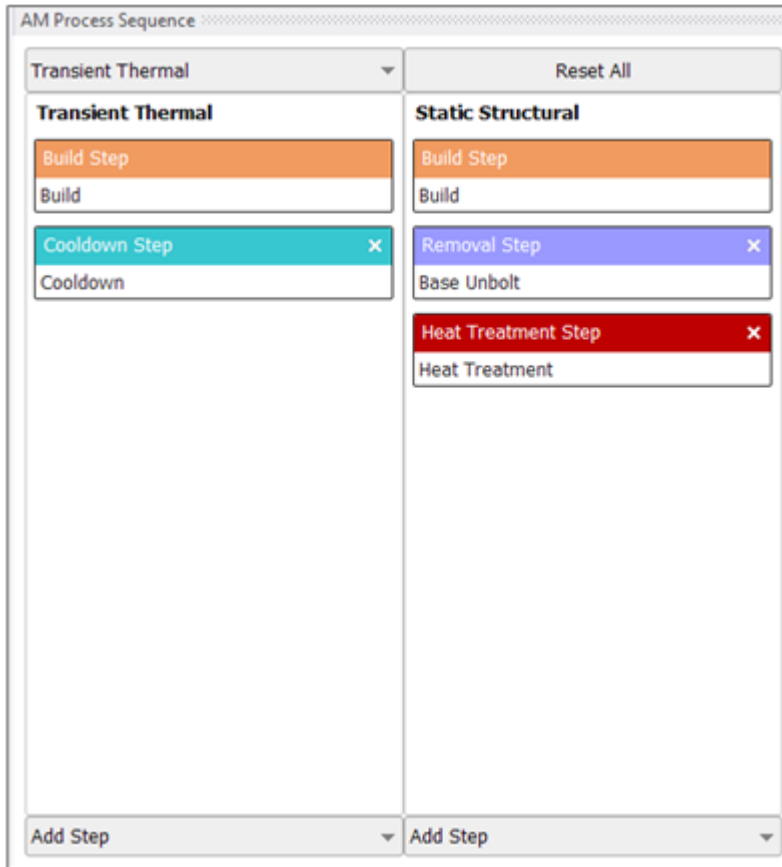 AM Process Sequence
Transient Thermal
Reset All
Transient Thermal
Build Step
Build
Cooldown Step
Cooldown
Static Structural
Build Step
Build
Removal Step
Base Unbolt
Heat Treatment Step
Heat Treatment
Add Step
Add Step